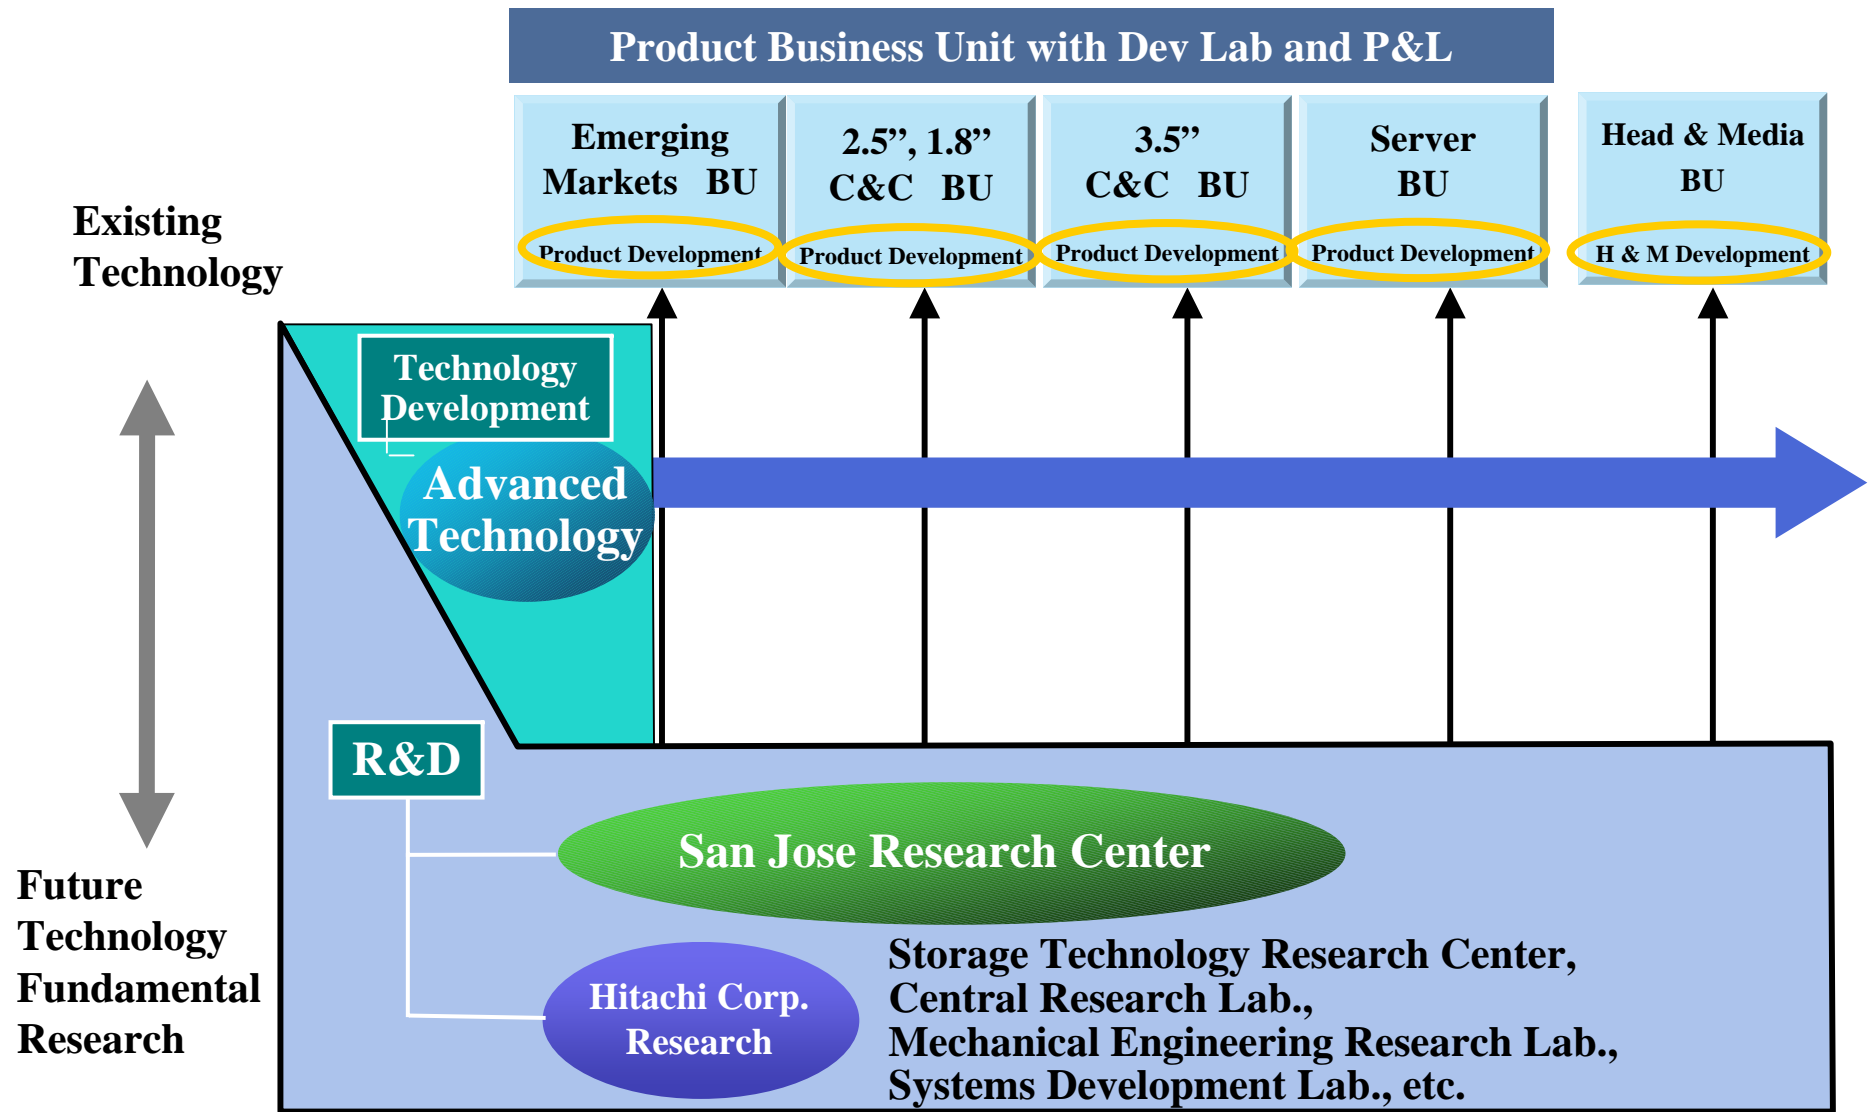 Product Business Unit with Dev Lab and P&L
Emerging
Markets BU
Product Development
2.5”, 1.8”
C&C BU
Product Development
3.5”
C&C BU
Product Development
Server
BU
Product Development
Head & Media
BU
H & M Development
Existing
Technology
Technology
Development
Advanced
Technology
R&D
San Jose Research Center
Future
Technology
Fundamental
Research
Hitachi Corp.
Research
Storage Technology Research Center,
Central Research Lab.,
Mechanical Engineering Research Lab.,
Systems Development Lab., etc.